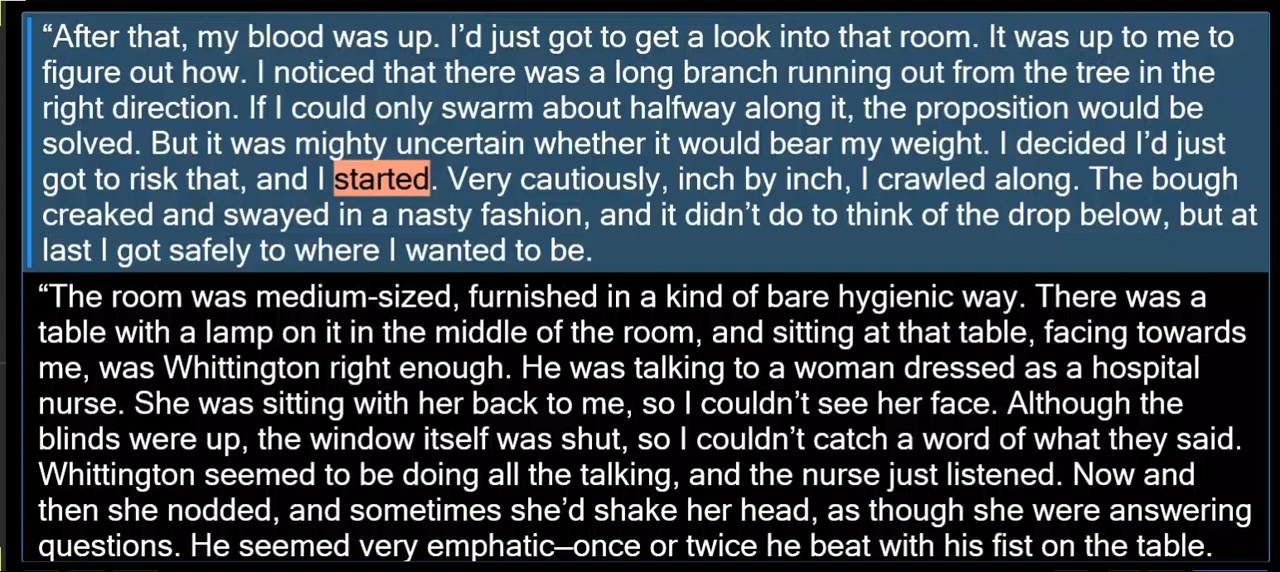 “After that, my blood was up. I’d just got to get a look into that room. It was up to me to
figure out how. I noticed that there was a long branch running out from the tree in the
right direction. If I could only swarm about halfway along it, the proposition would be
solved. But it was mighty uncertain whether it would bear my weight. I decided I’d just
got to risk that, and I started. Very cautiously, inch by inch, I crawled along. The bough
creaked and swayed in a nasty fashion, and it didn’t do to think of the drop below, but at
last I got safely to where I wanted to be.
“The room was medium-sized, furnished in a kind of bare hygienic way. There was a
table with a lamp on it in the middle of the room, and sitting at that table, facing towards
me, was Whittington right enough. He was talking to a woman dressed as a hospital
nurse. She was sitting with her back to me, so I couldn’t see her face. Although the
blinds were up, the window itself was shut, so I couldn’t catch a word of what they said.
Whittington seemed to be doing all the talking, and the nurse just listened. Now and
then she nodded, and sometimes she’d shake her head, as though she were answering
questions. He seemed very emphatic—once or twice he beat with his fist on the table.